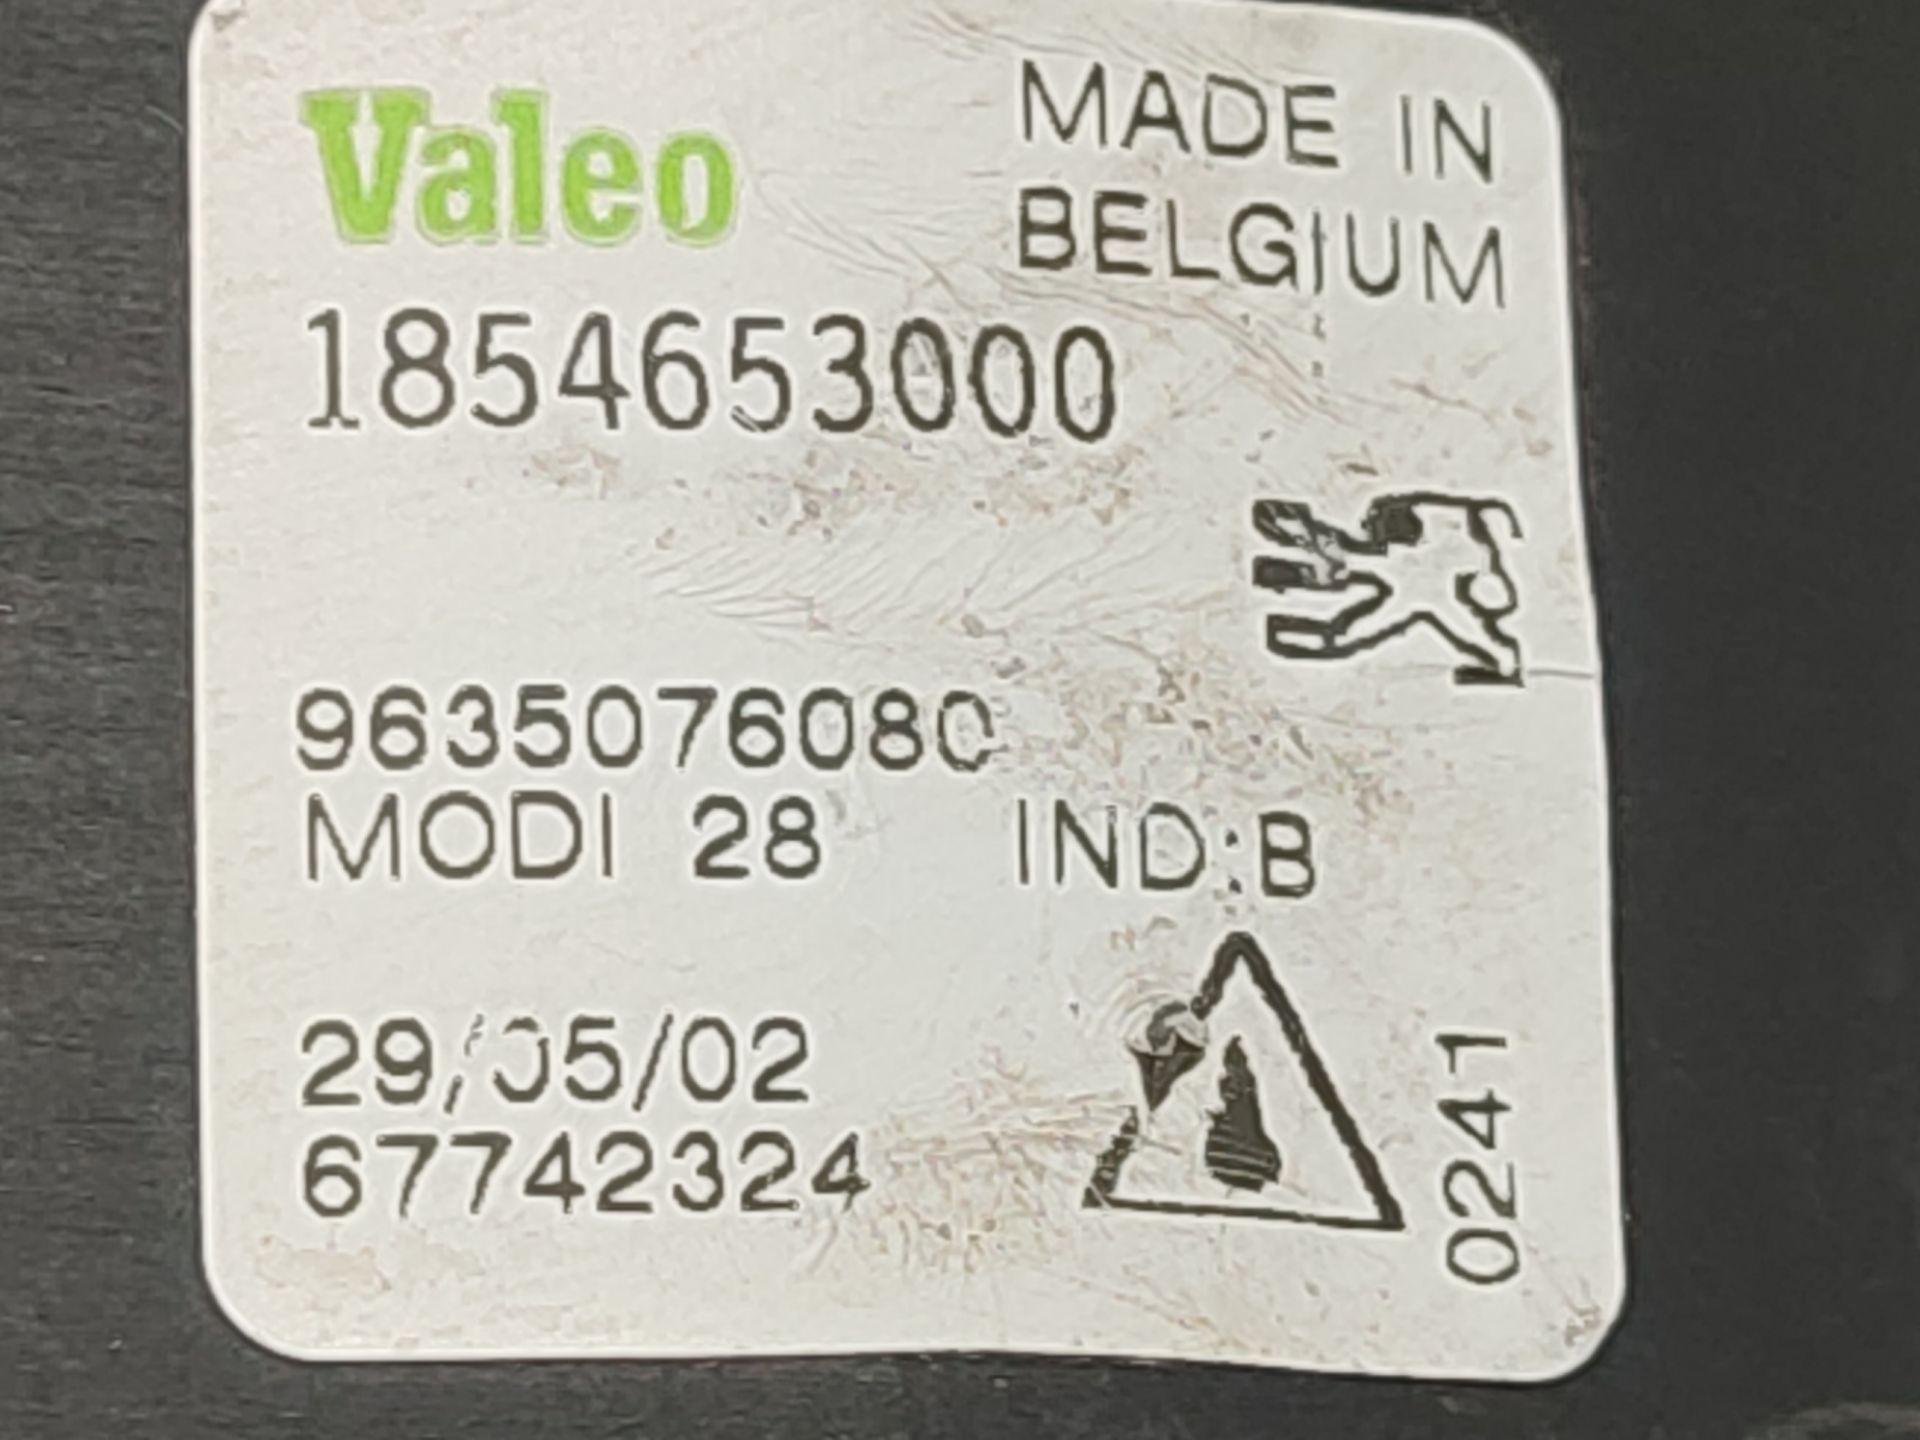 Valeo
MADE IN
BELGIUM
1854653000
9635076080
MODI 28 IND:B
29/05/02
67742324
0241